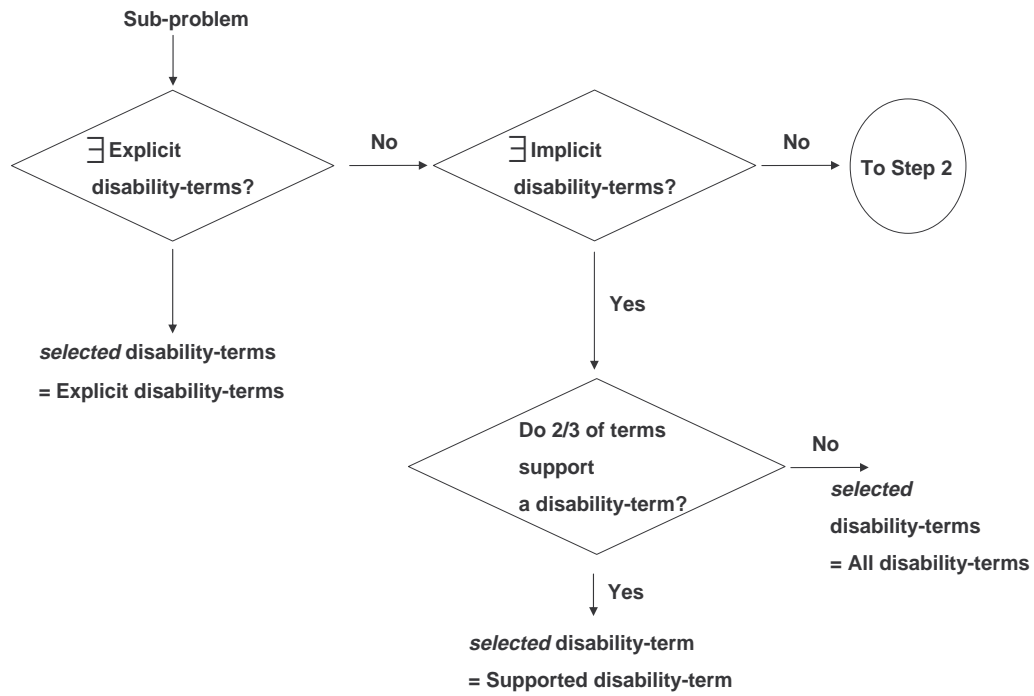 Sub-problem
∃ Explicit
disability-terms?
No
∃ Implicit
disability-terms?
No
To Step 2
Yes
selected disability-terms
= Explicit disability-terms
Do 2/3 of terms
support
a disability-term?
No
selected
disability-terms
= All disability-terms
Yes
selected disability-term
= Supported disability-term